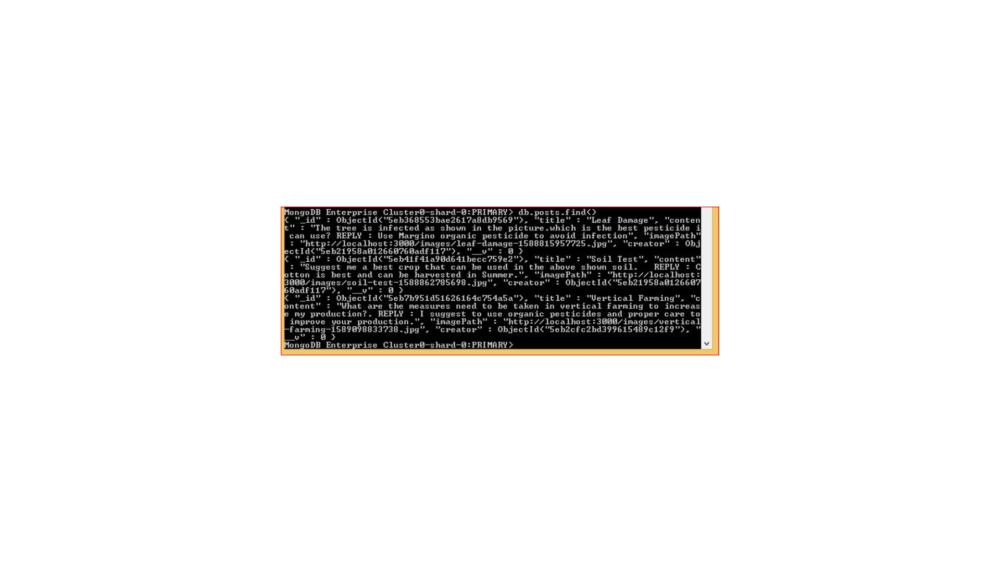 MongoDB Enterprise Cluster0-shard-0:PRIMARY> db.posts.find()
{ "_id" : ObjectId("5eb368553bae2617a8db9569"), "title" : "Leaf Damage", "conten
t" : "The tree is infected as shown in the picture.which is the best pesticide i
 can use? REPLY : Use Margino organic pesticide to avoid infection", "imagePath"
 : "http://localhost:3000/images/leaf-damage-1588815957725.jpg", "creator" : Obj
ectId("5eb21958a012660760adf117"), "__v" : 0 }
{ "_id" : ObjectId("5eb41f41a90d641becc759e2"), "title" : "Soil Test", "content"
 : "Suggest me a best crop that can be used in the above shown soil.   REPLY : C
otton is best and can be harvested in Summer.", "imagePath" : "http://localhost:
3000/images/soil-test-1588862785698.jpg", "creator" : ObjectId("5eb21958a0126607
60adf117"), "__v" : 0 }
{ "_id" : ObjectId("5eb7b951d51626164c754a5a"), "title" : "Vertical Farming", "c
ontent" : "What are the measures need to be taken in vertical farming to increas
e my production?. REPLY : I suggest to use organic pesticides and proper care to
 improve your production.", "imagePath" : "http://localhost:3000/images/vertical
-farming-1589098833738.jpg", "creator" : ObjectId("5eb2cfc2bd399615489c12f9"), "
__v" : 0 }
MongoDB Enterprise Cluster0-shard-0:PRIMARY>